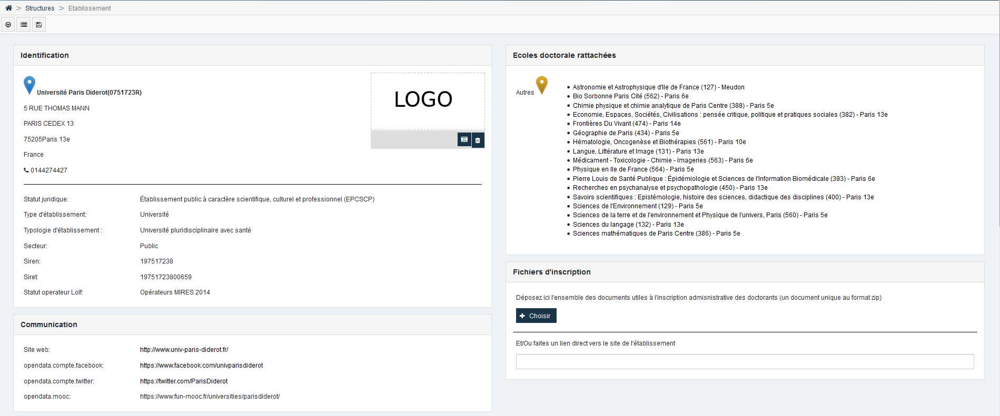 > Structures > Etablissement
Identification
Université Paris Diderot(0751723R)
5 RUE THOMAS MANN
PARIS CEDEX 13
75205Paris 13e
France
0144274427
LOGO
Statut juridique: Établissement public à caractère scientifique, culturel et professionnel (EPCSCP)
Type d'établissement: Université
Typologie d'établissement : Université pluridisciplinaire avec santé
Secteur: Public
Siren: 197517238
Siret: 19751723800659
Statut operateur Lolf: Opérateurs MIRES 2014
Communication
Site web: http://www.univ-paris-diderot.fr/
opendata.compte.facebook: https://www.facebook.com/univparisdiderot
opendata.compte.twitter: https://twitter.com/ParisDiderot
opendata.mooc: https://www.fun-mooc.fr/universities/parisdiderot/
Ecoles doctorale rattachées
Autres
Astronomie et Astrophysique d'Ile de France (127) - Meudon
Bio Sorbonne Paris Cité (562) - Paris 6e
Chimie physique et chimie analytique de Paris Centre (388) - Paris 5e
Economie, Espaces, Sociétés, Civilisations : pensée critique, politique et pratiques sociales (382) - Paris 13e
Frontières Du Vivant (474) - Paris 14e
Géographie de Paris (434) - Paris 5e
Hématologie, Oncogenèse et Biothérapies (561) - Paris 10e
Langue, Littérature et Image (131) - Paris 13e
Médicament - Toxicologie - Chimie - Imageries (563) - Paris 6e
Physique en Ile de France (564) - Paris 5e
Pierre Louis de Santé Publique : Épidémiologie et Sciences de l'Information Biomédicale (393) - Paris 6e
Recherches en psychanalyse et psychopathologie (450) - Paris 13e
Savoirs scientifiques : Epistémologie, histoire des sciences, didactique des disciplines (400) - Paris 13e
Sciences de l'Environnement (129) - Paris 5e
Sciences de la terre et de l'environnement et Physique de l'univers, Paris (560) - Paris 5e
Sciences du langage (132) - Paris 13e
Sciences mathématiques de Paris Centre (386) - Paris 5e
Fichiers d'inscription
Déposez ici l'ensemble des documents utiles à l'inscription admisnistrative des doctorants (un document unique au format zip)
Choisir
Et/Ou faites un lien direct vers le site de l'établissement